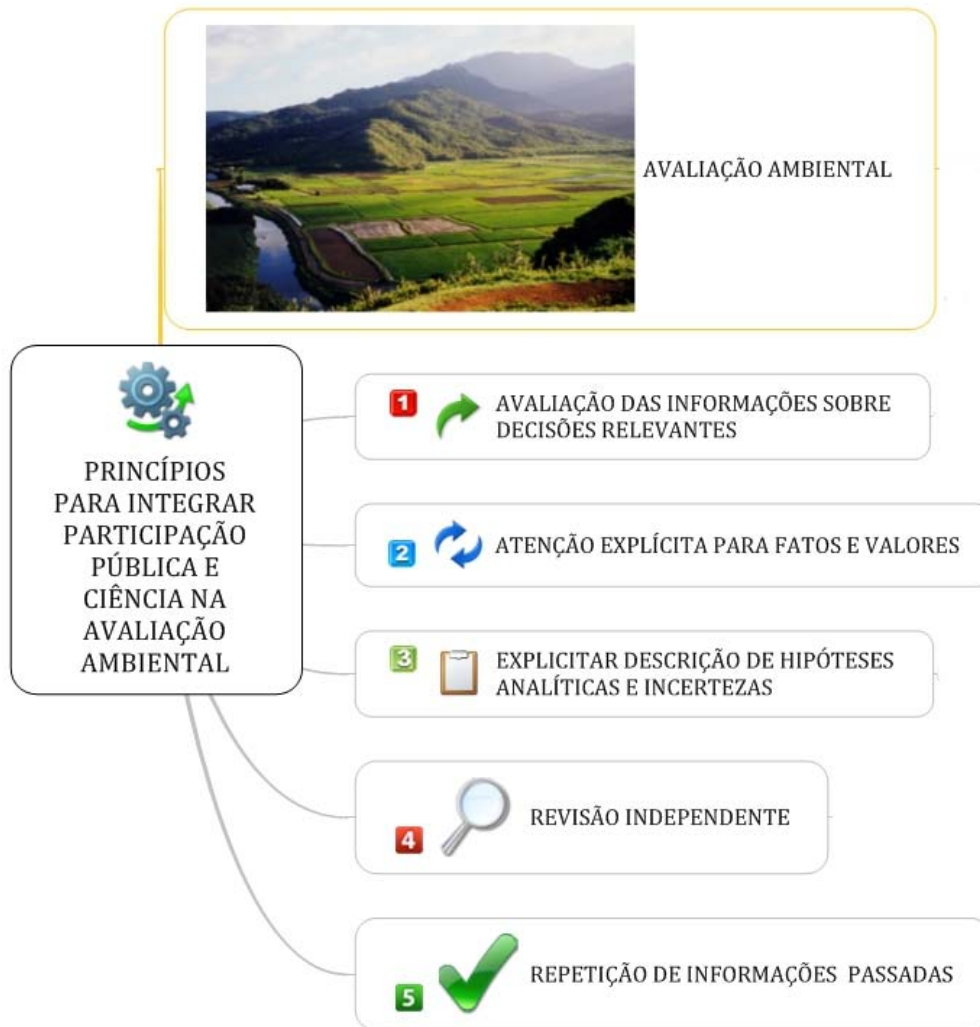 AVALIAÇÃO AMBIENTAL
PRINCÍPIOS
PARA INTEGRAR
PARTICIPAÇÃO
PÚBLICA E
CIÊNCIA NA
AVALIAÇÃO
AMBIENTAL
1 AVALIAÇÃO DAS INFORMAÇÕES SOBRE
DECISÕES RELEVANTES
2 ATENÇÃO EXPLÍCITA PARA FATOS E VALORES
3 EXPLICITAR DESCRIÇÃO DE HIPÓTESES
ANALÍTICAS E INCERTEZAS
4 REVISÃO INDEPENDENTE
5 REPETIÇÃO DE INFORMAÇÕES PASSADAS